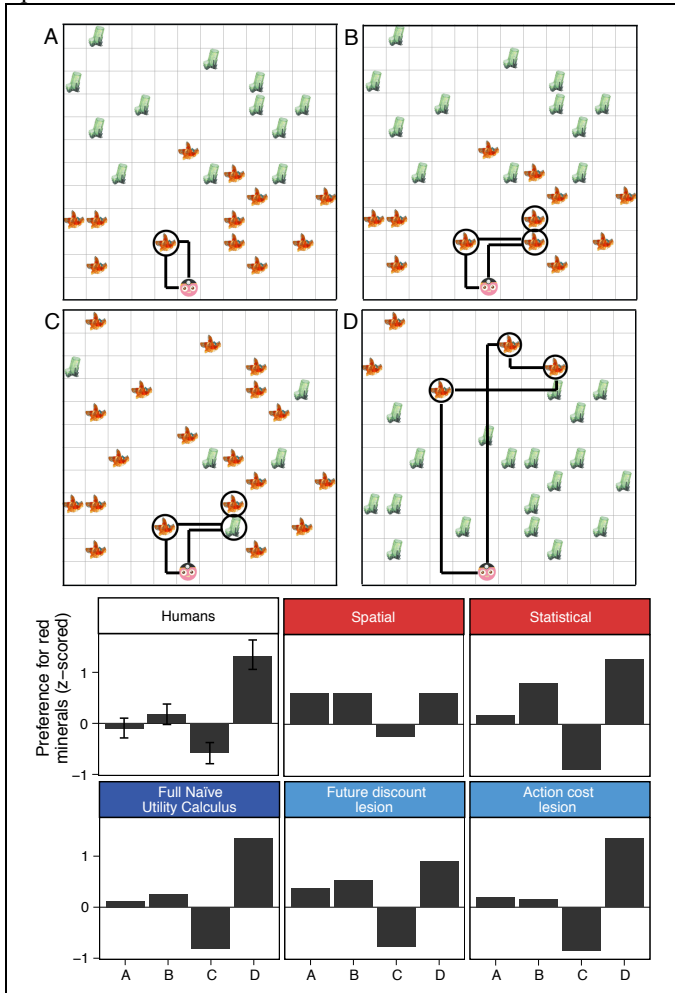 A
B
C
D
Humans
Spatial
Statistical
Preference for red
minerals (z−scored)
1
0
−1
Full Naïve
Utility Calculus
Future discount
lesion
Action cost
lesion
1
0
−1
A B C D
A B C D
A B C D